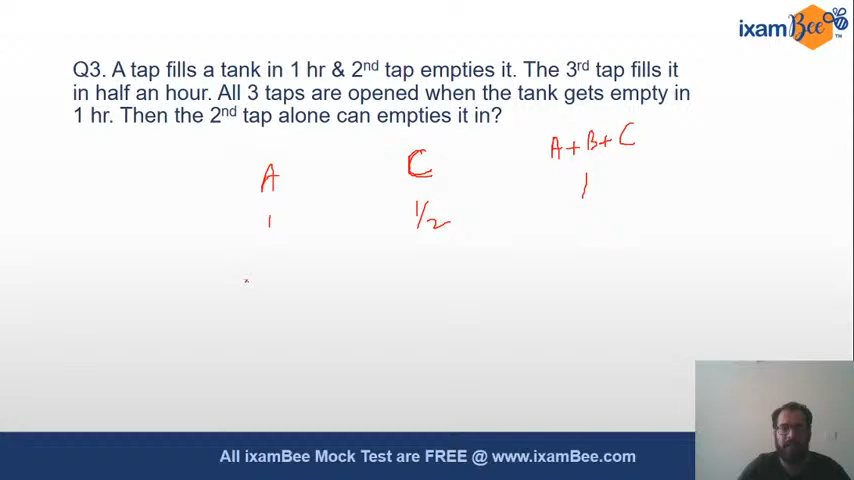 ixamBee™
Q3. A tap fills a tank in 1 hr & 2nd tap empties it. The 3rd tap fills it
in half an hour. All 3 taps are opened when the tank gets empty in
1 hr. Then the 2nd tap alone can empties it in?
A C A+B+C
1 1/2 1
All ixamBee Mock Test are FREE @ www.ixamBee.com